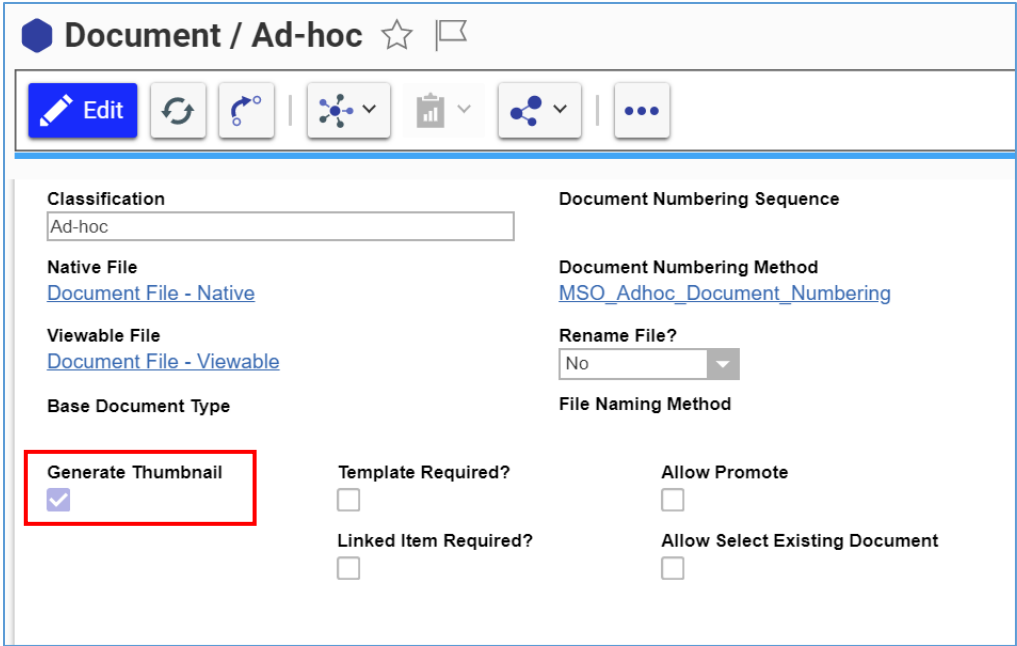 Document / Ad-hoc
Edit
Classification
Document Numbering Sequence
Ad-hoc
Native File
Document Numbering Method
Document File - Native
MSO_Adhoc_Document_Numbering
Viewable File
Rename File?
Document File - Viewable
No
Base Document Type
File Naming Method
Generate Thumbnail
Template Required?
Allow Promote
Linked Item Required?
Allow Select Existing Document